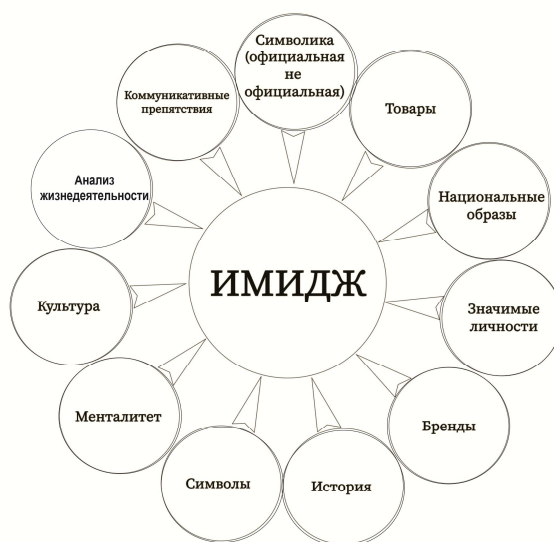 Символика
(официальная
не
официальная)
Товары
Национальные
образы
Значимые
личности
Бренды
История
Символы
Менталитет
Культура
Анализ
жизнедеятельности
Коммуникативные
препятствия
ИМИДЖ